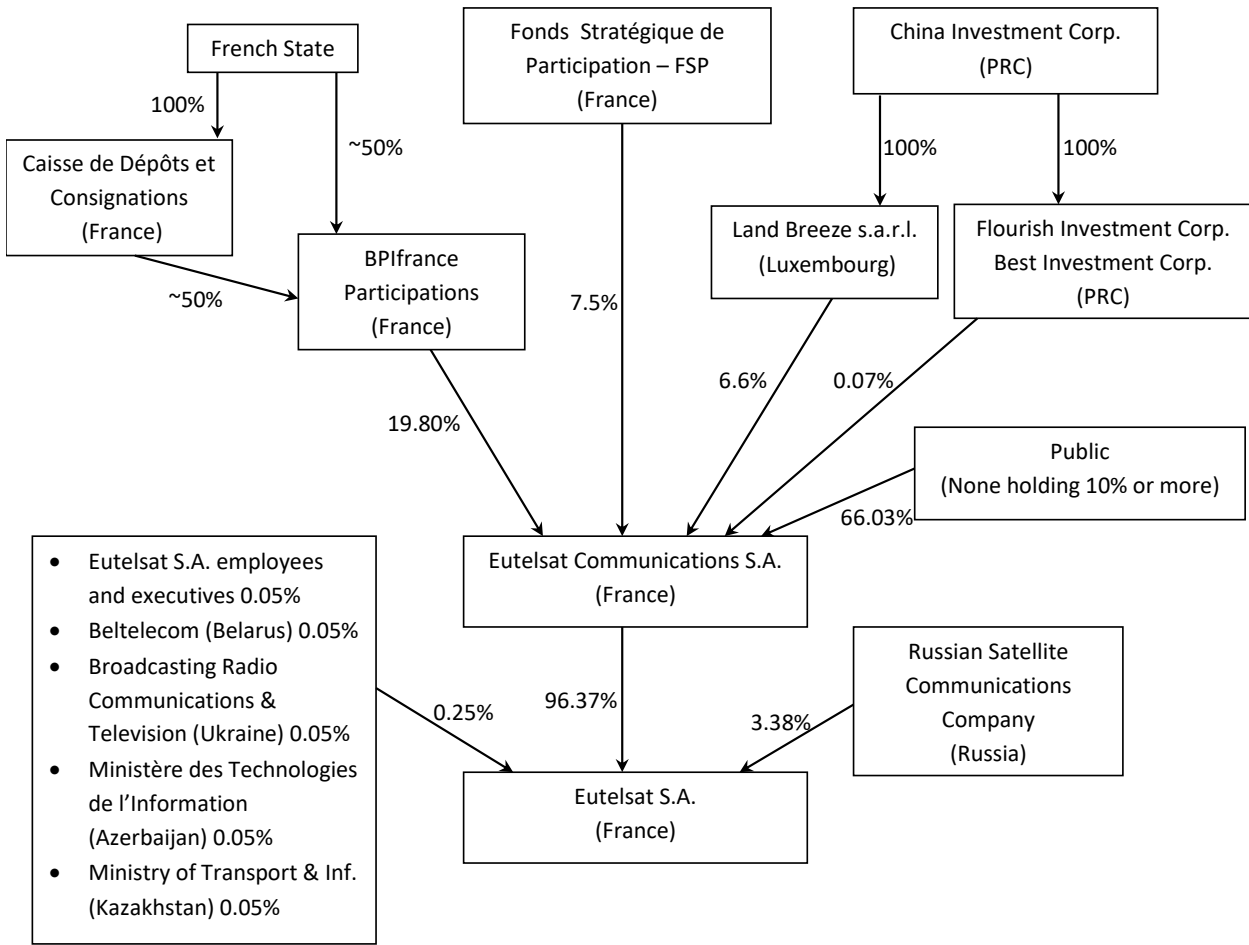 French State
Fonds Stratégique de
Participation – FSP
(France)
China Investment Corp.
(PRC)
100%
~50%
100%
100%
Caisse de Dépôts et
Consignations
(France)
Land Breeze s.a.r.l.
(Luxembourg)
Flourish Investment Corp.
Best Investment Corp.
(PRC)
BPIfrance
Participations
(France)
~50%
7.5%
6.6%
0.07%
19.80%
Public
(None holding 10% or more)
66.03%
Eutelsat Communications S.A.
(France)
• Eutelsat S.A. employees
and executives 0.05%
• Beltelecom (Belarus) 0.05%
• Broadcasting Radio
Communications &
Television (Ukraine) 0.05%
• Ministère des Technologies
de l’Information
(Azerbaijan) 0.05%
• Ministry of Transport & Inf.
(Kazakhstan) 0.05%
0.25%
96.37%
3.38%
Russian Satellite
Communications
Company
(Russia)
Eutelsat S.A.
(France)